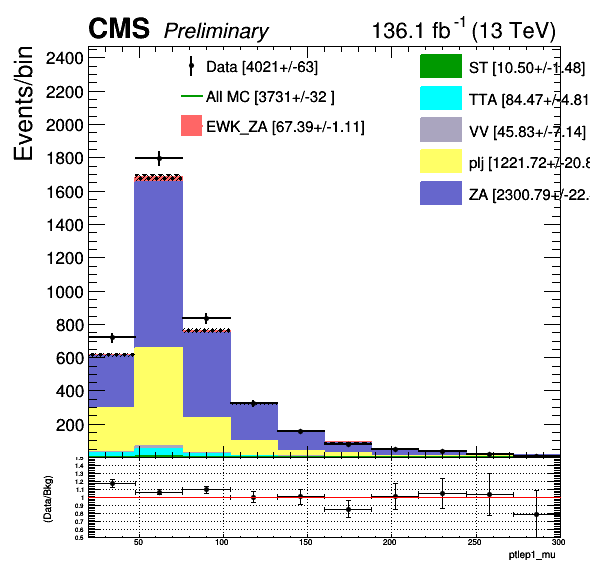 CMS Preliminary 136.1 fb⁻¹ (13 TeV)
Events/bin
2400
2200
2000
1800
1600
1400
1200
1000
800
600
400
200
Data [4021+/-63]
All MC [3731+/-32 ]
EWK_ZA [67.39+/-1.11]
ST [10.50+/-1.48]
TTA [84.47+/-4.81
VV [45.83+/-7.14]
plj [1221.72+/-20.8
ZA [2300.79+/-22.
(Data/Bkg)
1.5
1.4
1.3
1.2
1.1
1
0.9
0.8
0.7
0.6
0.5
50 100 150 200 250 300
ptlep1_mu